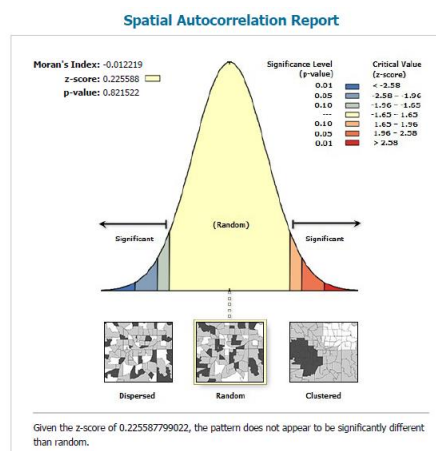 Spatial Autocorrelation Report
Moran's Index: -0.012219
z-score: 0.225588
p-value: 0.821522
Significance Level (p-value)
Critical Value (z-score)
0.01 < -2.58
0.05 -2.58 - -1.96
0.10 -1.96 - -1.65
--- -1.65 - 1.65
0.10 1.65 - 1.96
0.05 1.96 - 2.58
0.01 > 2.58
(Random)
Significant
Significant
Dispersed
Random
Clustered
Given the z-score of 0.225587799022, the pattern does not appear to be significantly different
than random.